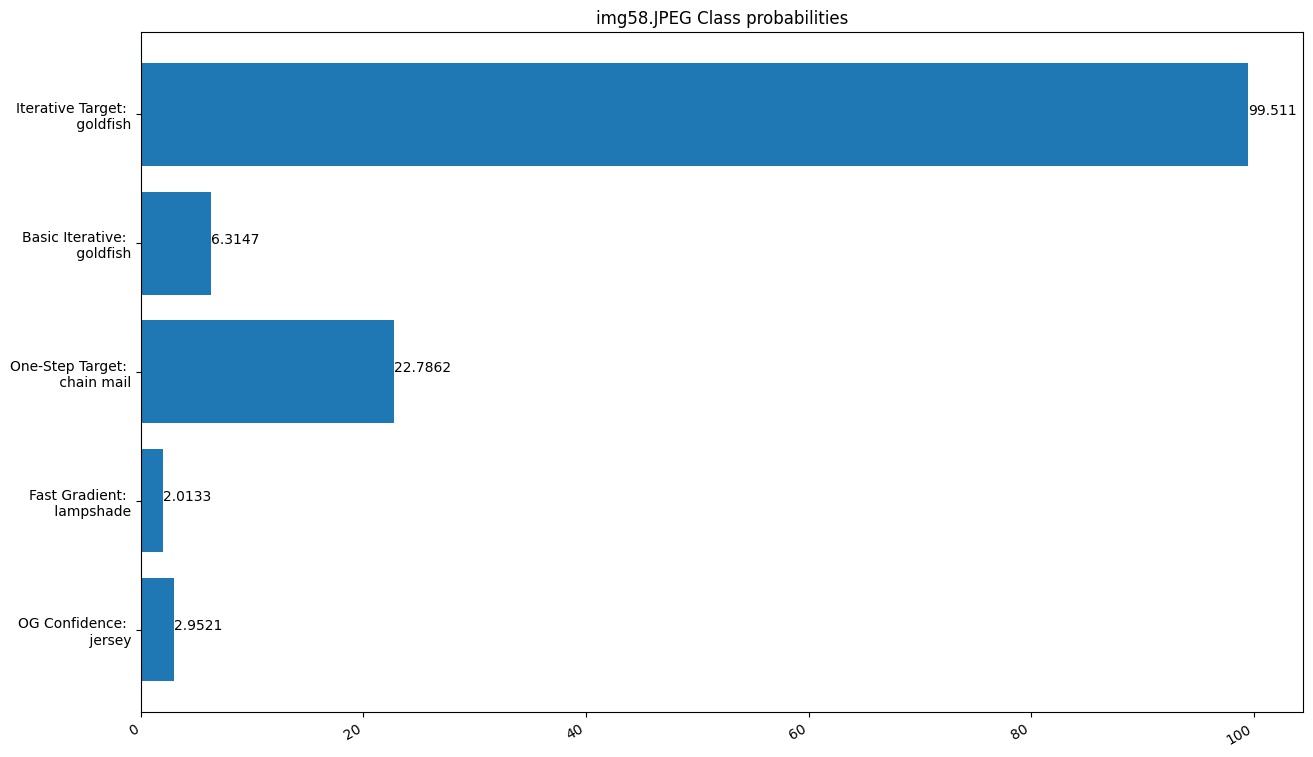 img58.JPEG Class probabilities
Iterative Target:
goldfish
99.511
Basic Iterative:
goldfish
6.3147
One-Step Target:
chain mail
22.7862
Fast Gradient:
lampshade
2.0133
OG Confidence:
jersey
2.9521
0 20 40 60 80 100